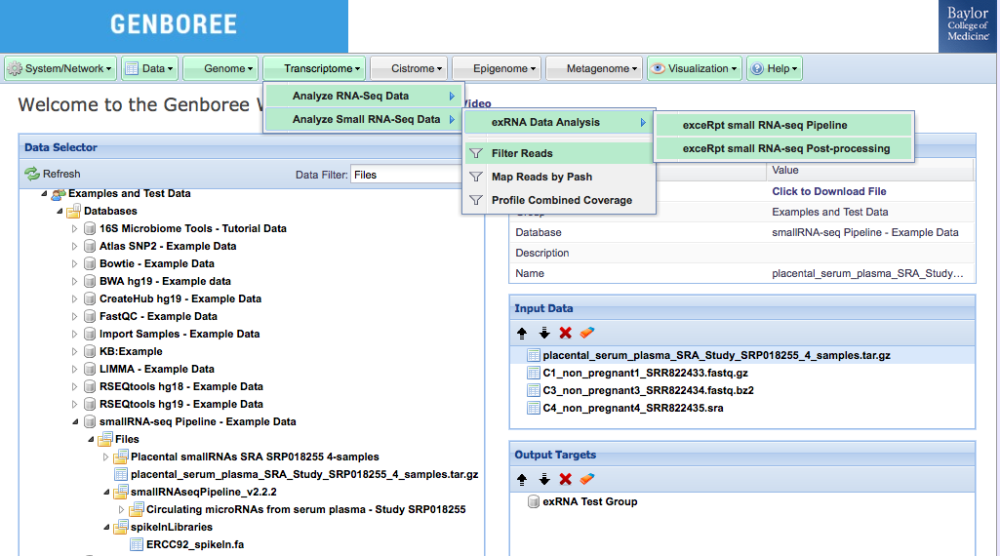 GENBOREE
Baylor
College of
Medicine
System/Network
Data
Genome
Transcriptome
Cistrome
Epigenome
Metagenome
Visualization
Help
Welcome to the Genboree
Video
Analyze RNA-Seq Data
Analyze Small RNA-Seq Data
exRNA Data Analysis
Filter Reads
Map Reads by Pash
Profile Combined Coverage
exceRpt small RNA-seq Pipeline
exceRpt small RNA-seq Post-processing
Data Selector
Refresh
Data Filter: Files
Examples and Test Data
Databases
16S Microbiome Tools - Tutorial Data
Atlas SNP2 - Example Data
Bowtie - Example Data
BWA hg19 - Example data
CreateHub hg19 - Example Data
FastQC - Example Data
Import Samples - Example Data
KB:Example
LIMMA - Example Data
RSEQtools hg18 - Example Data
RSEQtools hg19 - Example Data
smallRNA-seq Pipeline - Example Data
Files
Placental smallRNAs SRA SRP018255 4-samples
placental_serum_plasma_SRA_Study_SRP018255_4_samples.tar.gz
smallRNAseqPipeline_v2.2.2
Circulating microRNAs from serum plasma - Study SRP018255
spikeInLibraries
ERCC92_spikeIn.fa
Value
Click to Download File
Group Examples and Test Data
Database smallRNA-seq Pipeline - Example Data
Description
Name placental_serum_plasma_SRA_Study...
Input Data
placental_serum_plasma_SRA_Study_SRP018255_4_samples.tar.gz
C1_non_pregnant1_SRR822433.fastq.gz
C3_non_pregnant3_SRR822434.fastq.bz2
C4_non_pregnant4_SRR822435.sra
Output Targets
exRNA Test Group